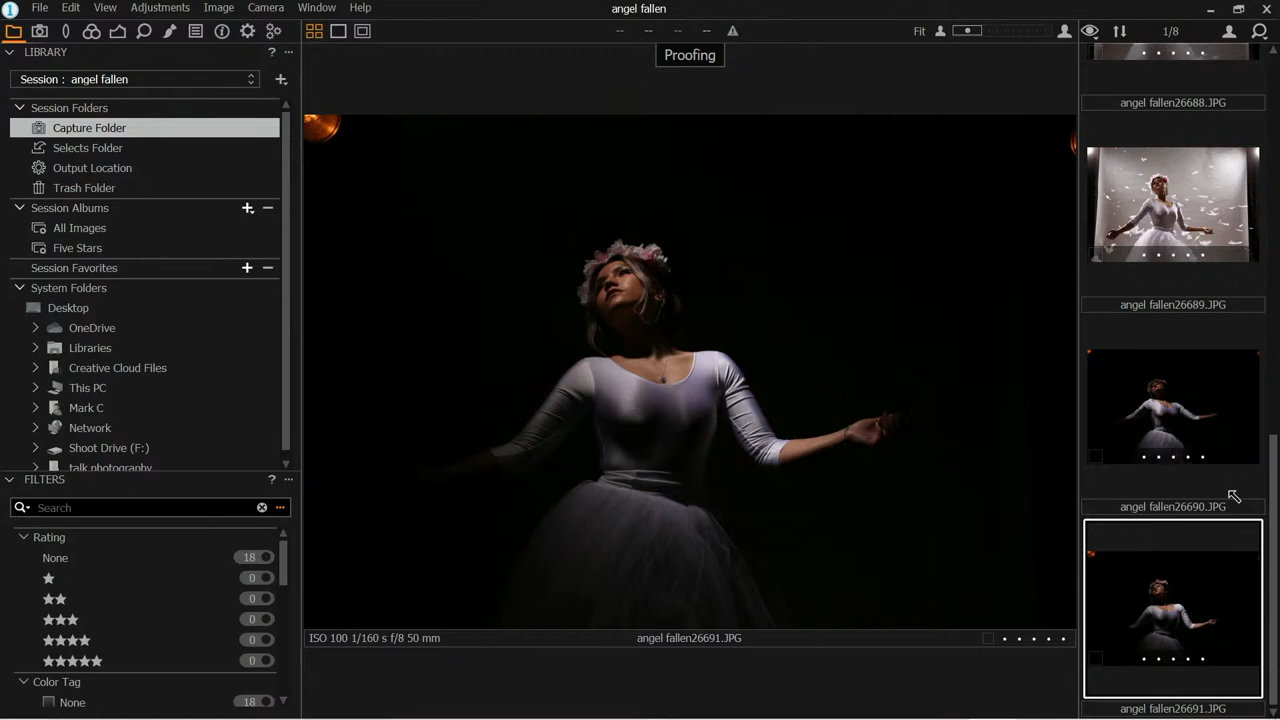 1 File Edit View Adjustments Image Camera Window Help angel fallen
-- -- -- -- Fit 1/8
Proofing
LIBRARY ? ...
Session : angel fallen
Session Folders
Capture Folder
Selects Folder
Output Location
Trash Folder
Session Albums
All Images
Five Stars
Session Favorites
System Folders
Desktop
OneDrive
Libraries
Creative Cloud Files
This PC
Mark C
Network
Shoot Drive (F:)
talk photography
FILTERS ? ...
Search
Rating
None 18
0
0
0
0
0
Color Tag
None 18
ISO 100 1/160 s f/8 50 mm angel fallen26691.JPG
angel fallen26688.JPG
angel fallen26689.JPG
angel fallen26690.JPG
angel fallen26691.JPG